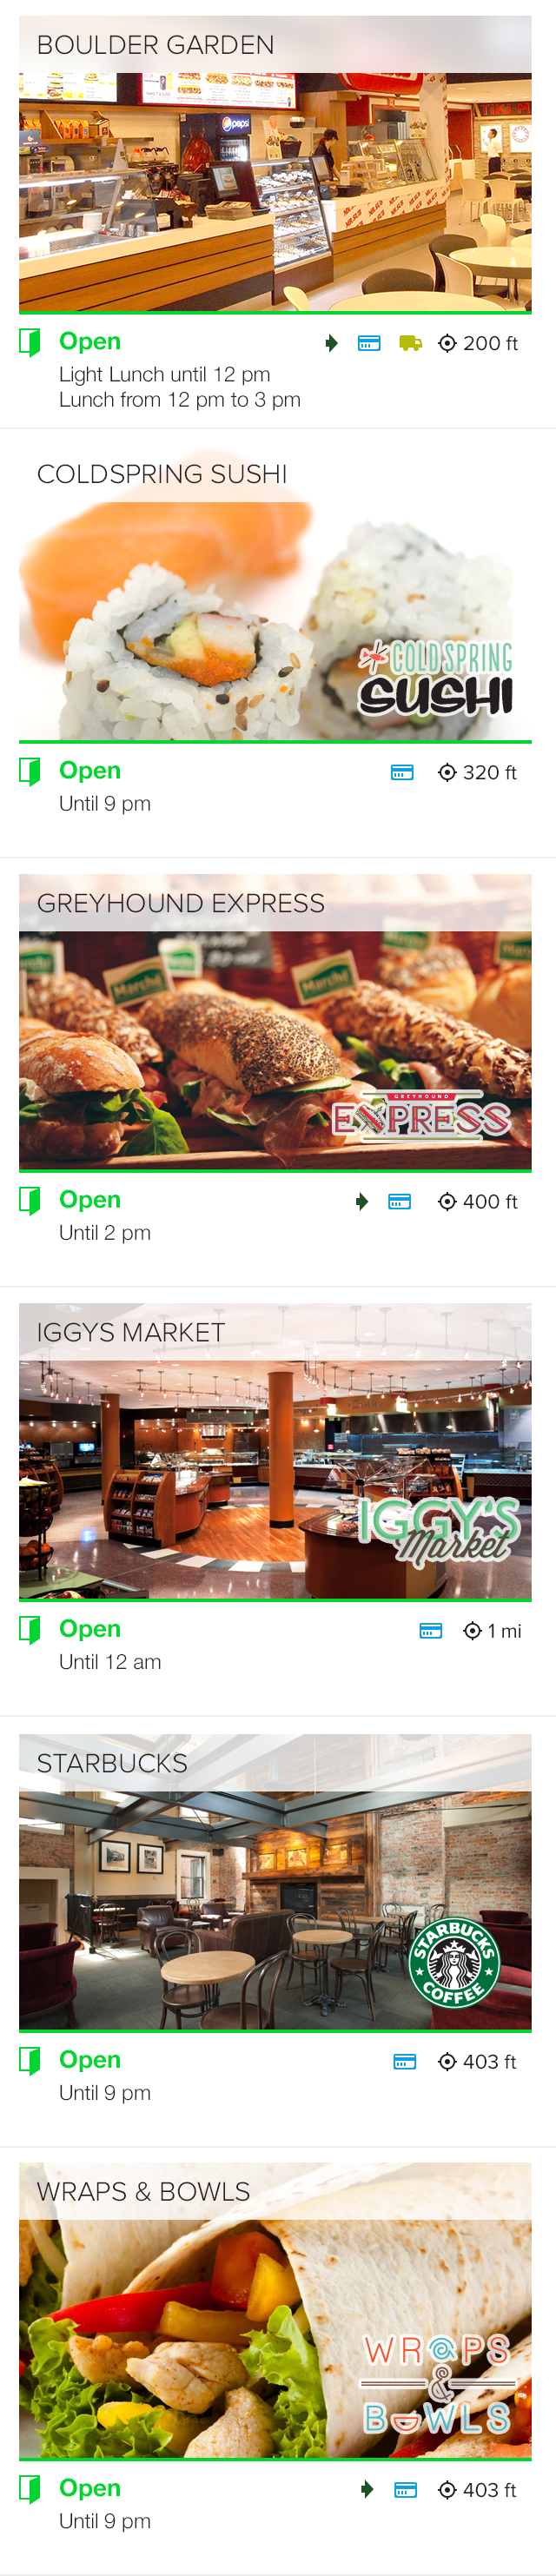 BOULDER GARDEN
pepsi
Open
200 ft
Light Lunch until 12 pm
Lunch from 12 pm to 3 pm
COLDSPRING SUSHI
COLDSPRING
SUSHI
Open
320 ft
Until 9 pm
GREYHOUND EXPRESS
Marché
Marché
GREYHOUND
EXPRESS
Open
400 ft
Until 2 pm
IGGYS MARKET
IGGY'S
Market
Open
1 mi
Until 12 am
STARBUCKS
STARBUCKS
COFFEE
Open
403 ft
Until 9 pm
WRAPS & BOWLS
WRAPS
&
BOWLS
Open
403 ft
Until 9 pm